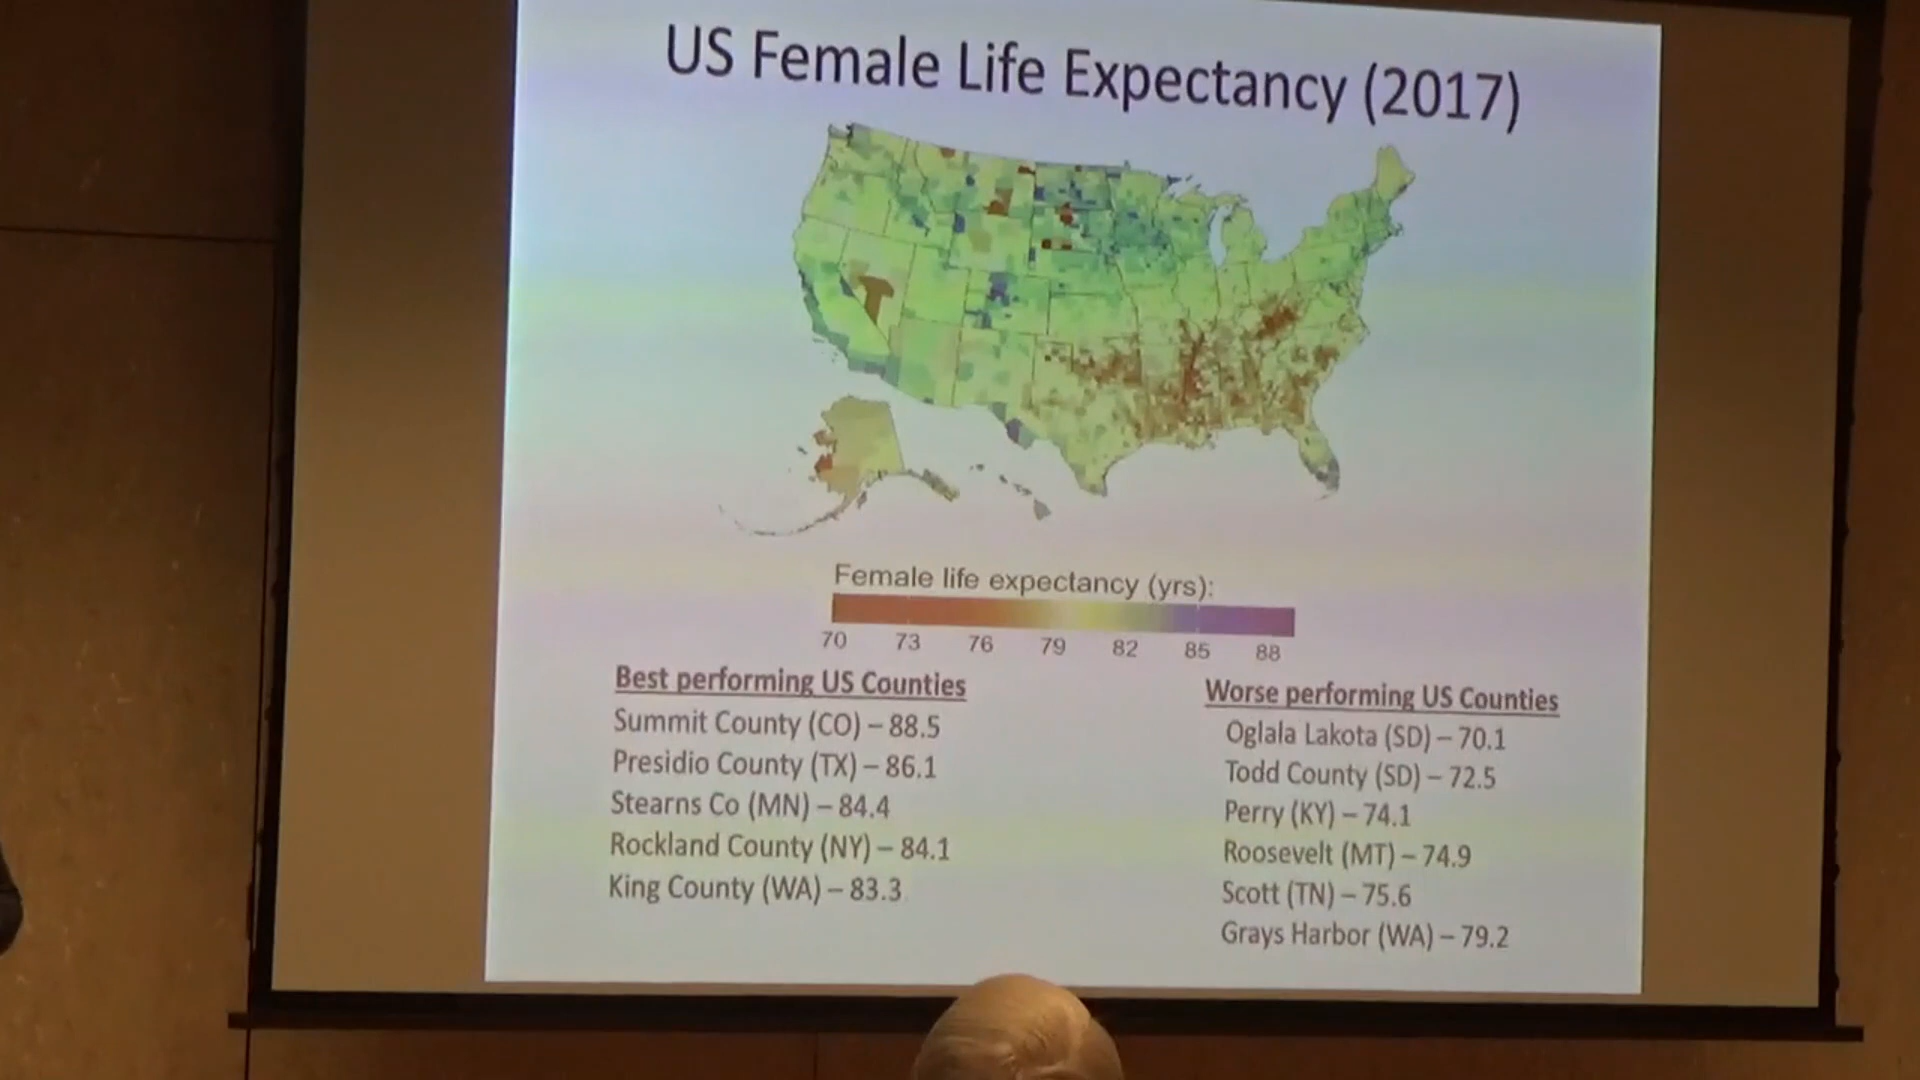 US Female Life Expectancy (2017)
Female life expectancy (yrs):
70 73 76 79 82 85 88
Best performing US Counties
Summit County (CO) – 88.5
Presidio County (TX) – 86.1
Stearns Co (MN) – 84.4
Rockland County (NY) – 84.1
King County (WA) – 83.3
Worse performing US Counties
Oglala Lakota (SD) – 70.1
Todd County (SD) – 72.5
Perry (KY) – 74.1
Roosevelt (MT) – 74.9
Scott (TN) – 75.6
Grays Harbor (WA) – 79.2